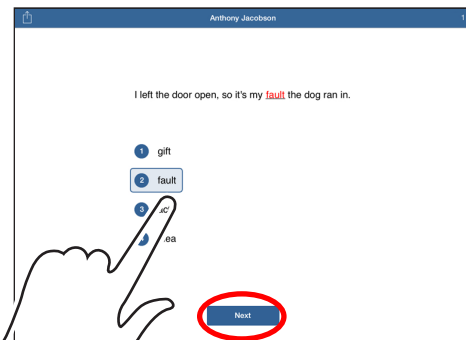 Anthony Jacobson
1
I left the door open, so it's my fault the dog ran in.
1 gift
2 fault
3
Next